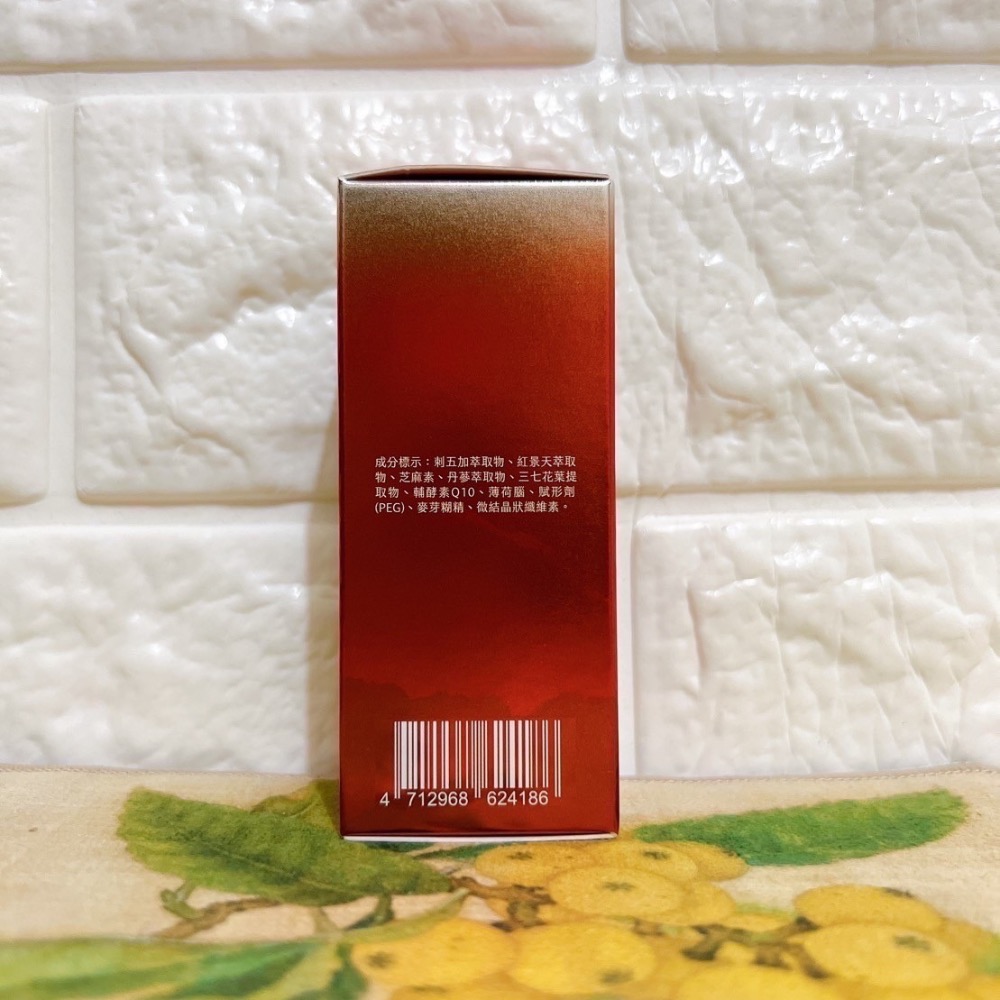 成分標示：刺五加萃取物、紅景天萃取
物、芝麻素、丹蔘萃取物、三七花葉提
取物、輔酵素Q10、薄荷腦、賦形劑
(PEG)、麥芽糊精、微結晶狀纖維素。
4 712968 624186